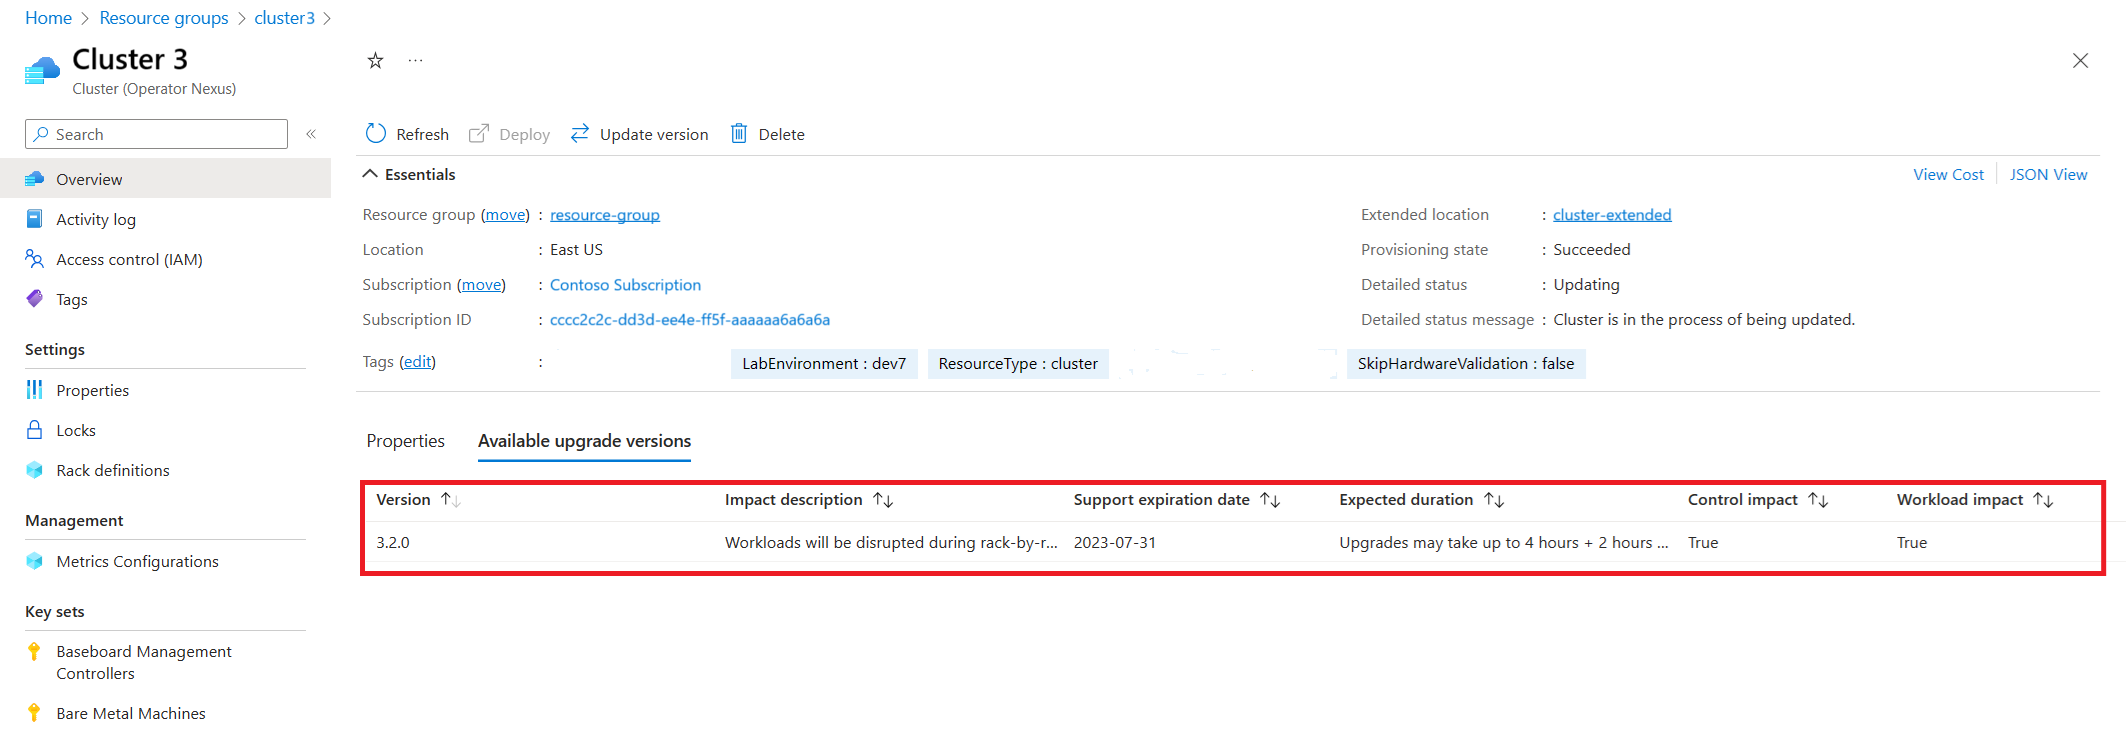 Home > Resource groups > cluster3 >
Cluster 3
Cluster (Operator Nexus)
Search
Overview
Activity log
Access control (IAM)
Tags
Settings
Properties
Locks
Rack definitions
Management
Metrics Configurations
Key sets
Baseboard Management
Controllers
Bare Metal Machines
Refresh Deploy Update version Delete
Essentials View Cost JSON View
Resource group (move) : resource-group
Location : East US
Subscription (move) : Contoso Subscription
Subscription ID : cccc2c2c-dd3d-ee4e-ff5f-aaaaaa6a6a6a
Extended location : cluster-extended
Provisioning state : Succeeded
Detailed status : Updating
Detailed status message : Cluster is in the process of being updated.
Tags (edit) : LabEnvironment : dev7 ResourceType : cluster SkipHardwareValidation : false
Properties Available upgrade versions
Version Impact description Support expiration date Expected duration Control impact Workload impact
3.2.0 Workloads will be disrupted during rack-by-r... 2023-07-31 Upgrades may take up to 4 hours + 2 hours ... True True